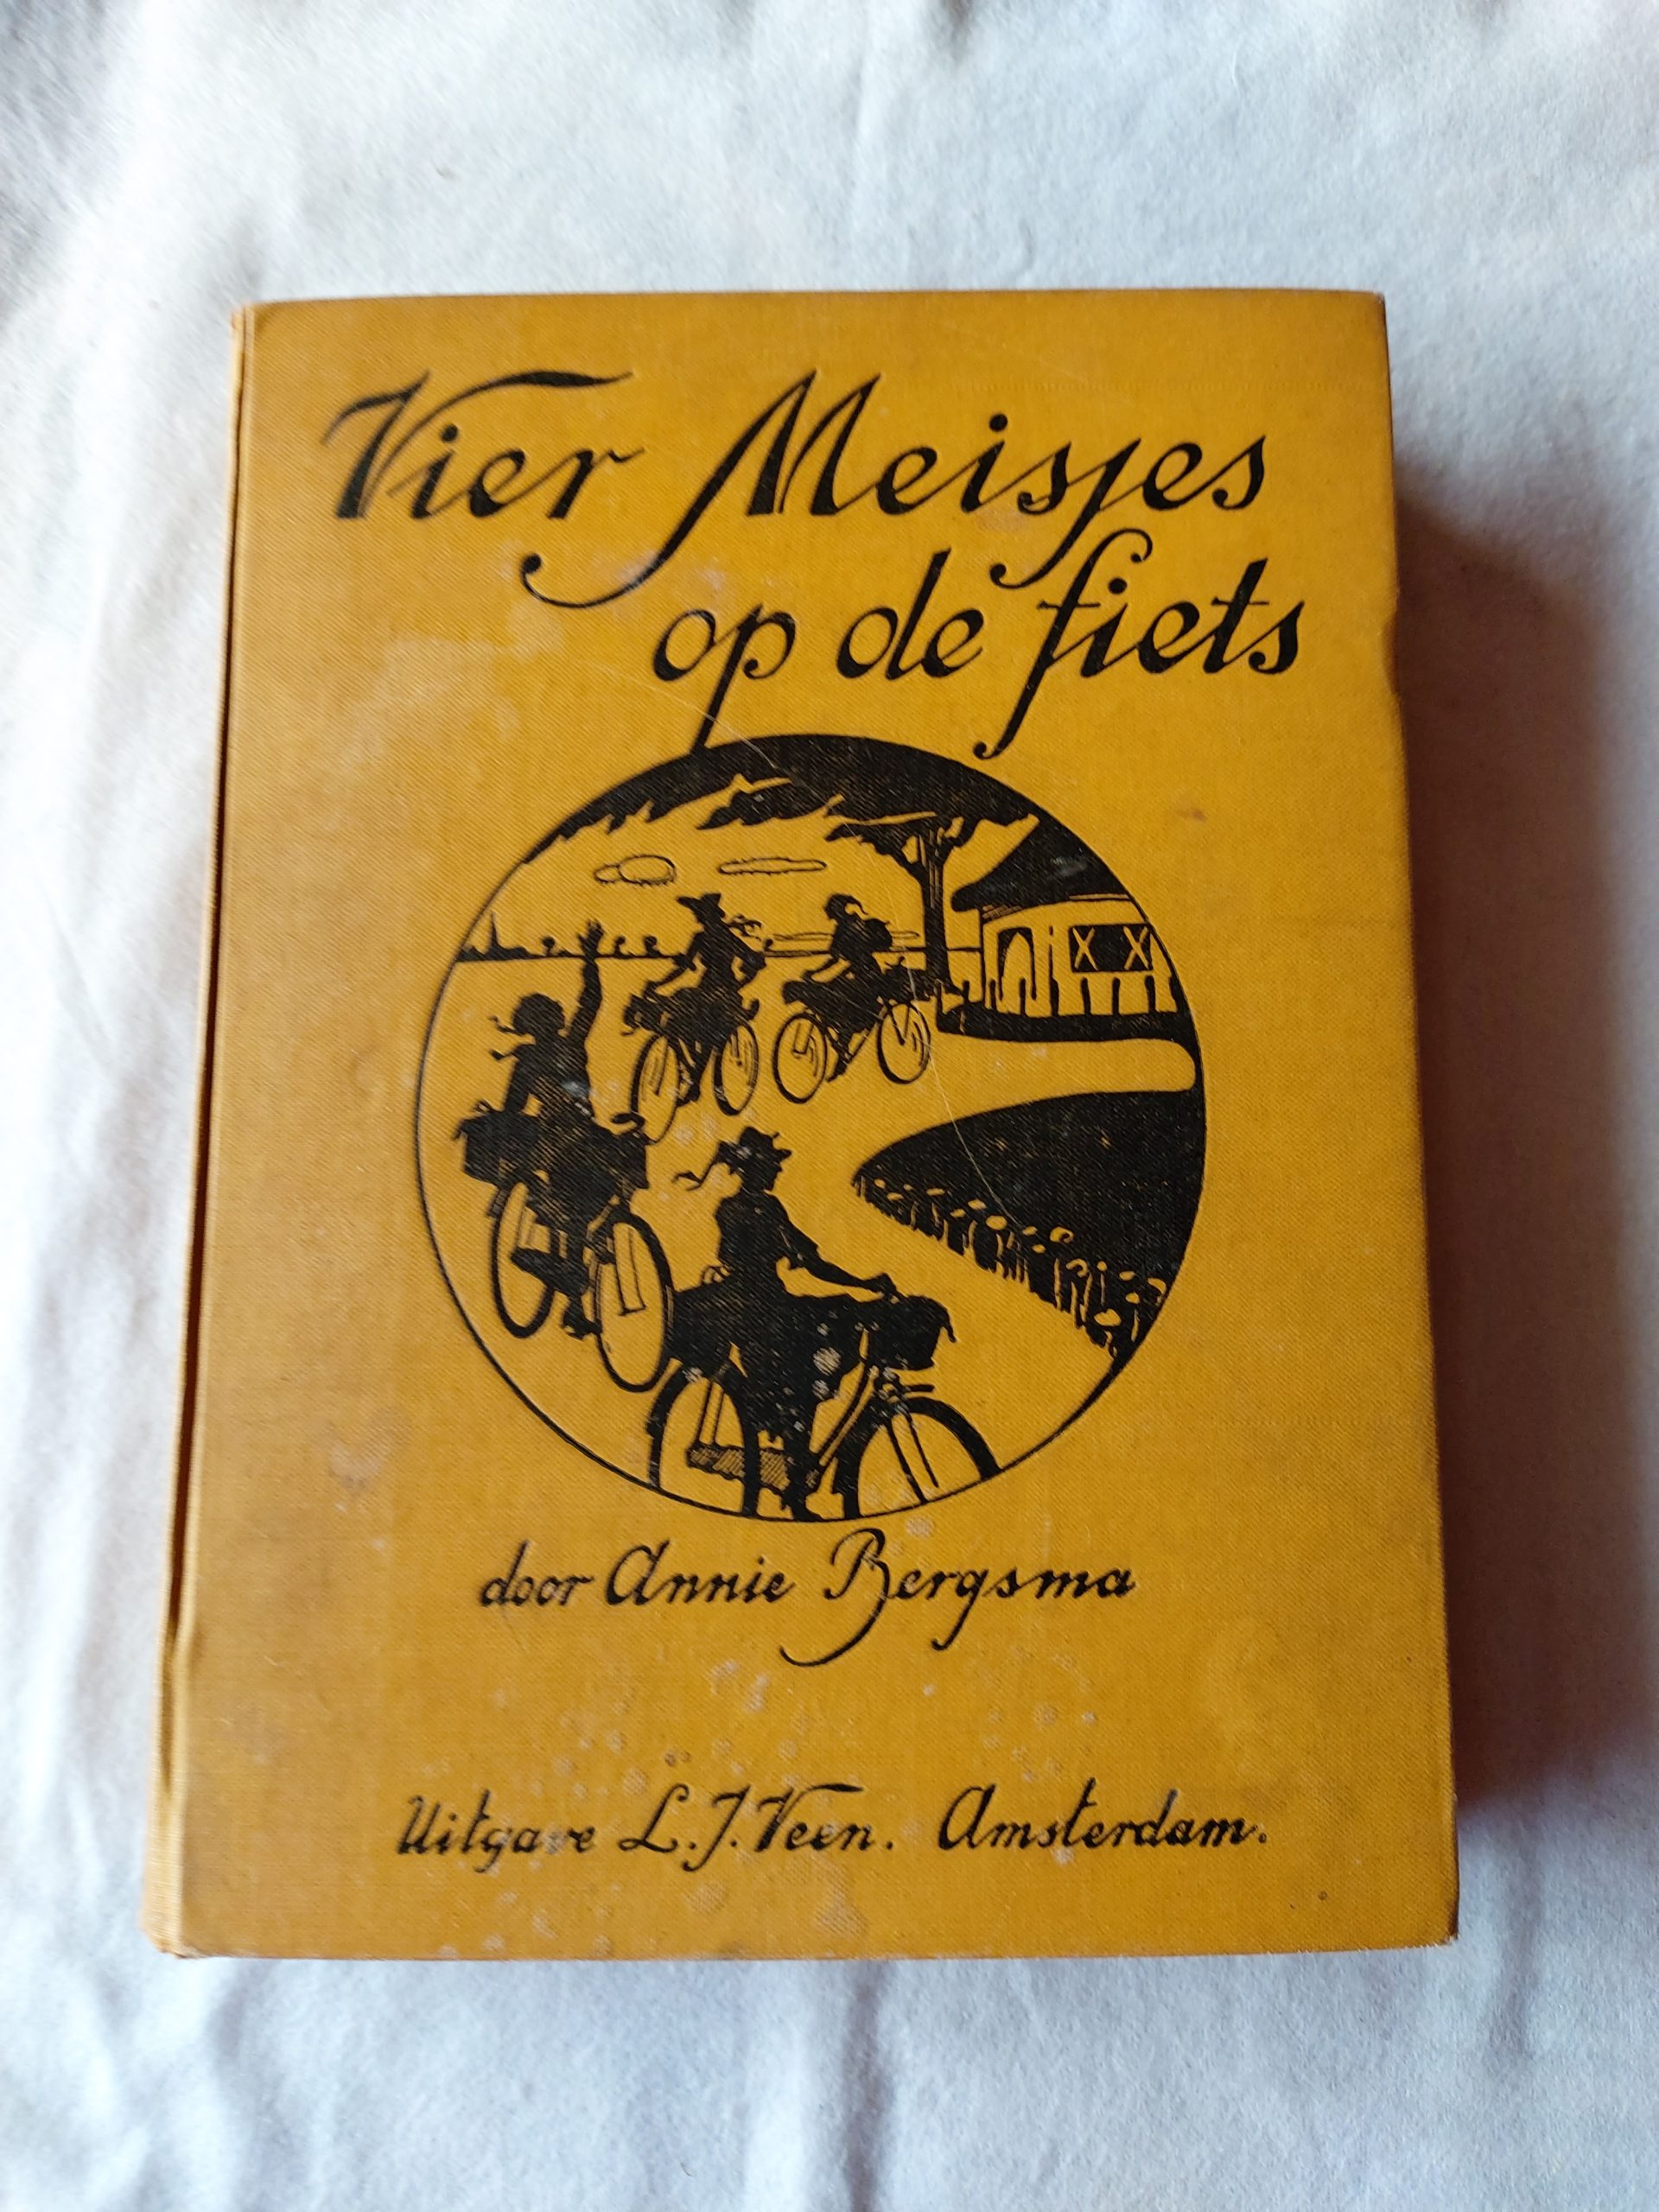 Vier Meisjes
op de fiets
door Annie Bergsma
Uitgave L. J. Veen. Amsterdam.